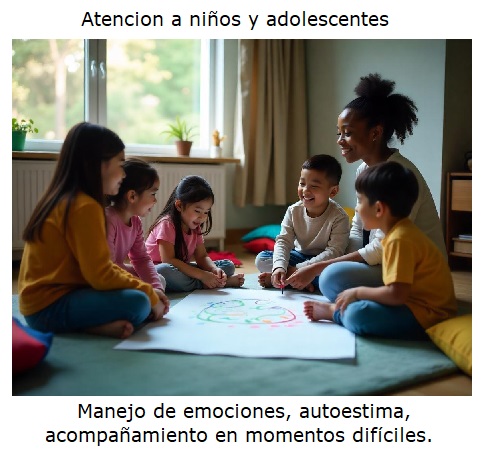 Atencion a niños y adolescentes
Manejo de emociones, autoestima,
acompañamiento en momentos difíciles.